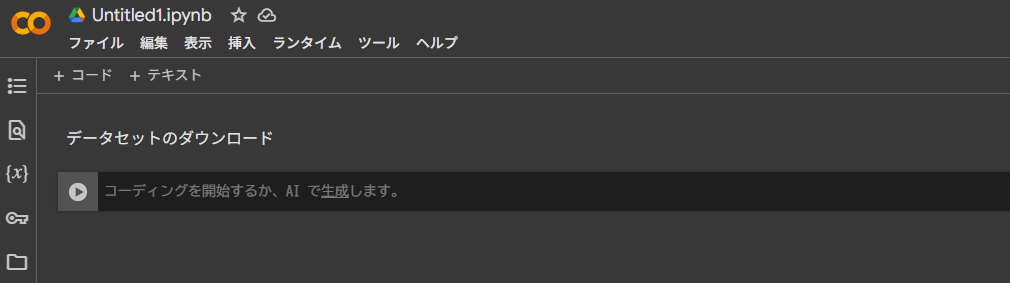 Untitled1.ipynb
ファイル 編集 表示 挿入 ランタイム ツール ヘルプ
+ コード + テキスト
データセットのダウンロード
{x}
コーディングを開始するか、AI で生成します。